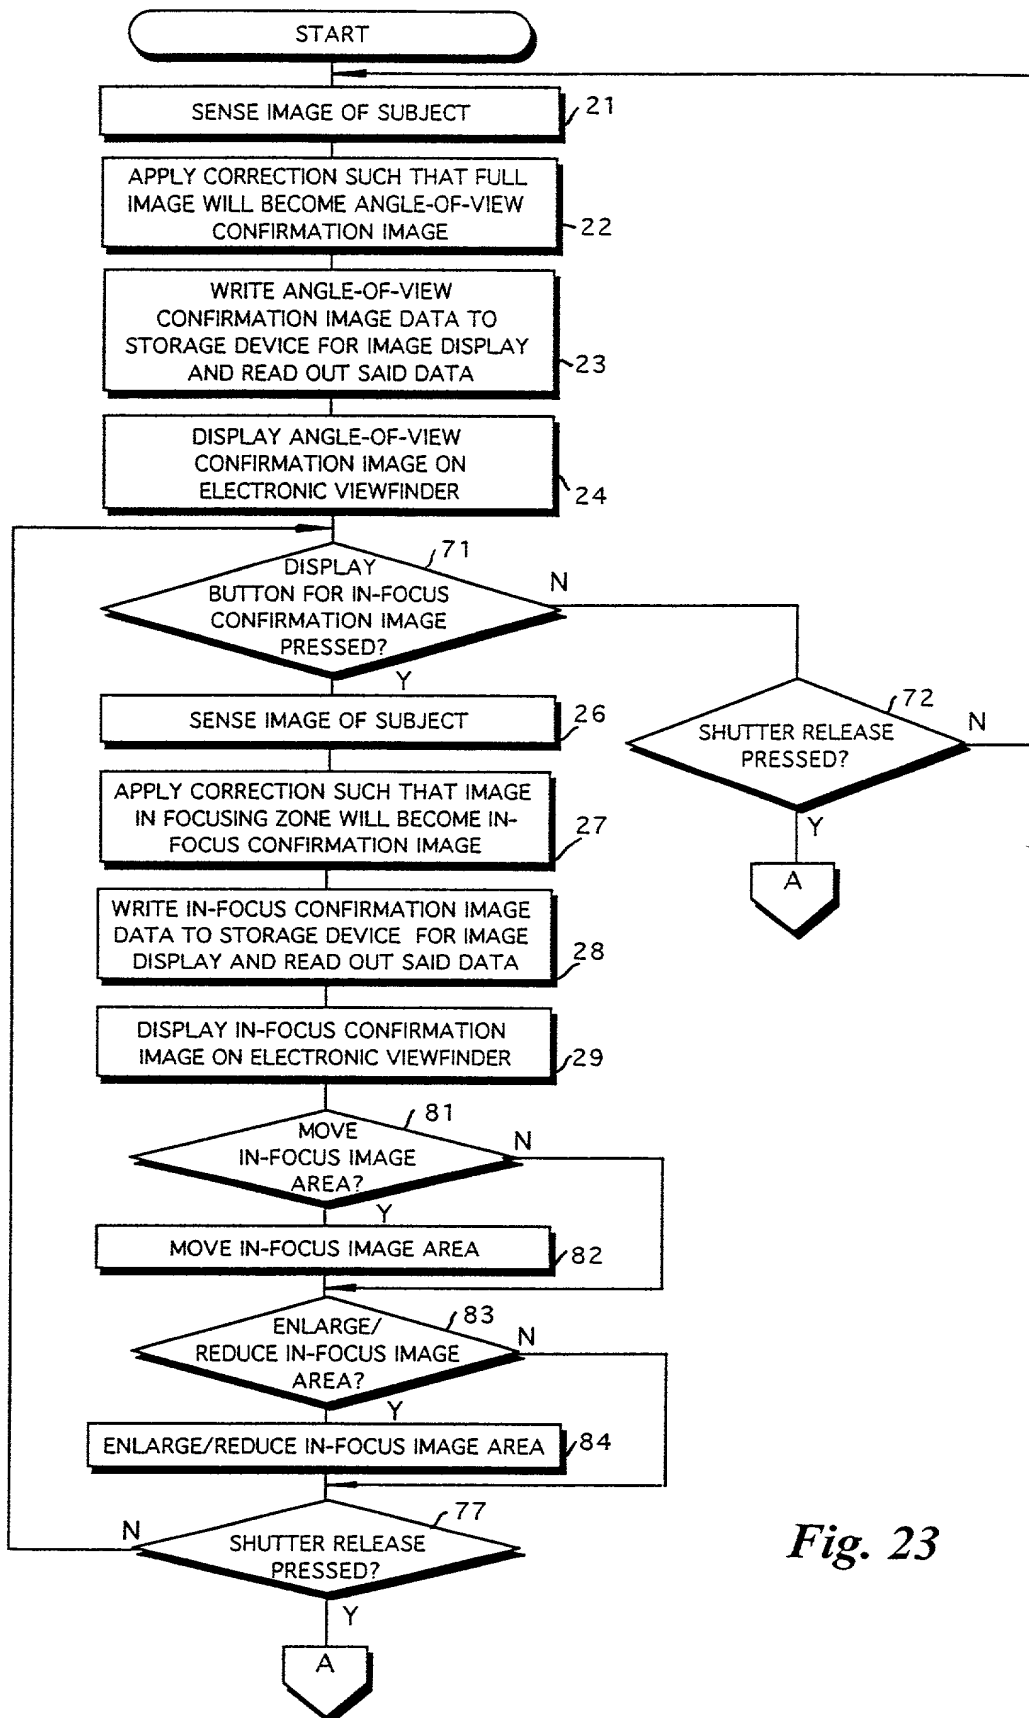 START
SENSE IMAGE OF SUBJECT
21
APPLY CORRECTION SUCH THAT FULL
IMAGE WILL BECOME ANGLE-OF-VIEW
CONFIRMATION IMAGE
22
WRITE ANGLE-OF-VIEW
CONFIRMATION IMAGE DATA TO
STORAGE DEVICE FOR IMAGE DISPLAY
AND READ OUT SAID DATA
23
DISPLAY ANGLE-OF-VIEW
CONFIRMATION IMAGE ON
ELECTRONIC VIEWFINDER
24
71
DISPLAY
BUTTON FOR IN-FOCUS
CONFIRMATION IMAGE
PRESSED?
N
Y
72
SHUTTER RELEASE
PRESSED?
N
Y
A
SENSE IMAGE OF SUBJECT
26
APPLY CORRECTION SUCH THAT IMAGE
IN FOCUSING ZONE WILL BECOME IN-
FOCUS CONFIRMATION IMAGE
27
WRITE IN-FOCUS CONFIRMATION IMAGE
DATA TO STORAGE DEVICE FOR IMAGE
DISPLAY AND READ OUT SAID DATA
28
DISPLAY IN-FOCUS CONFIRMATION
IMAGE ON ELECTRONIC VIEWFINDER
29
81
MOVE
IN-FOCUS IMAGE
AREA?
N
Y
MOVE IN-FOCUS IMAGE AREA
82
83
ENLARGE/
REDUCE IN-FOCUS IMAGE
AREA?
N
Y
ENLARGE/REDUCE IN-FOCUS IMAGE AREA
84
77
SHUTTER RELEASE
PRESSED?
N
Y
A
Fig. 23